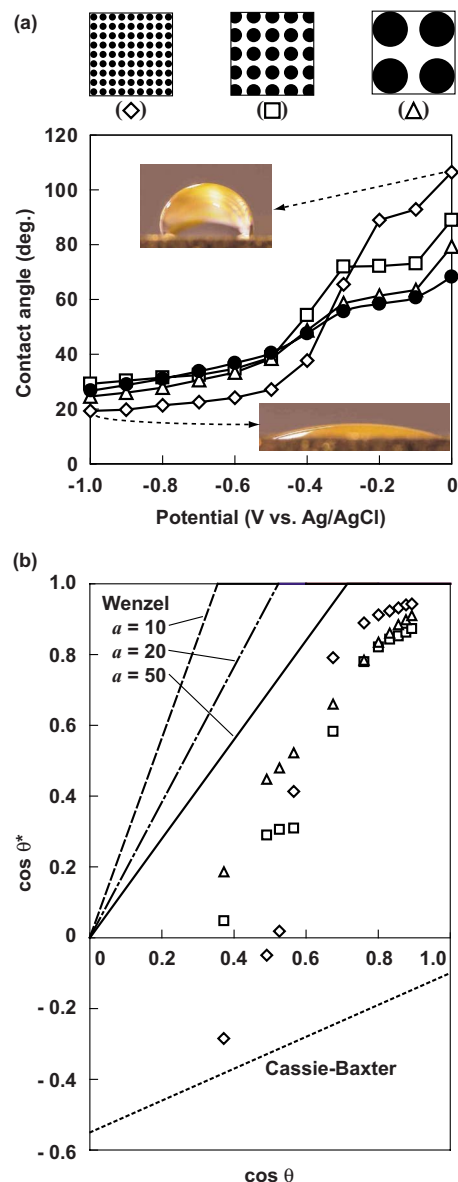 (a)
(◇) (□) (△)
120
100
80
60
40
20
0
Contact angle (deg.)
-1.0 -0.8 -0.6 -0.4 -0.2 0
Potential (V vs. Ag/AgCl)
(b)
1.0
0.8
0.6
0.4
0.2
0
- 0.2
- 0.4
- 0.6
cos θ*
Wenzel
a = 10
a = 20
a = 50
0 0.2 0.4 0.6 0.8 1.0
Cassie-Baxter
cos θ